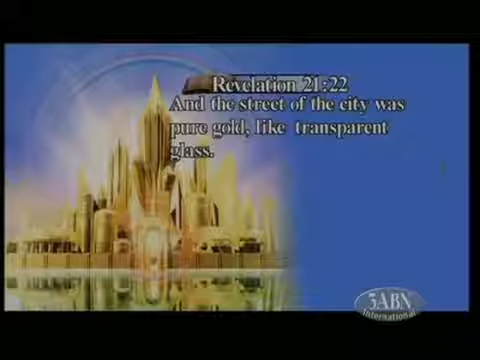 Revelation 21:22
And the street of the city was
pure gold, like transparent
glass.
3ABN
International